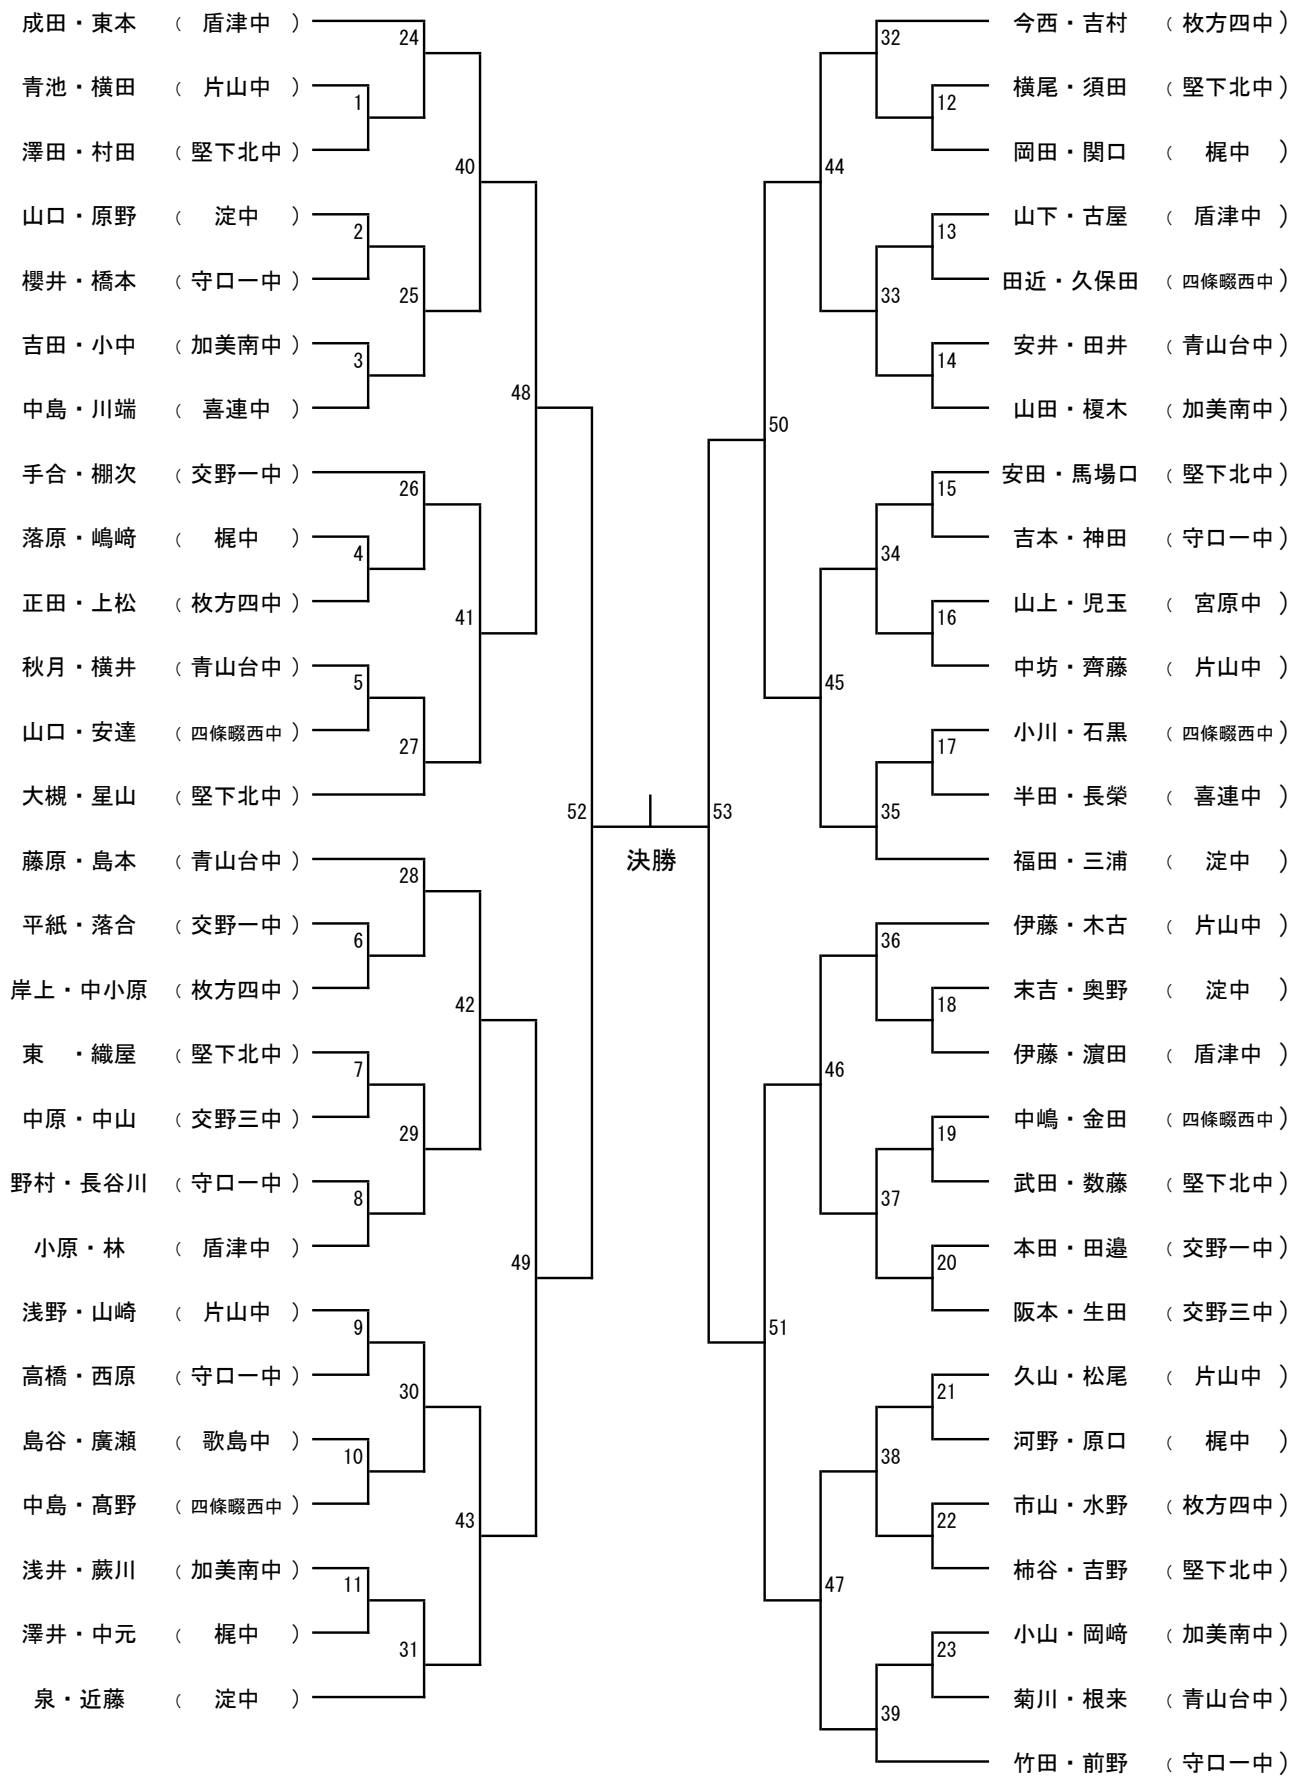 成田・東本 ( 盾津中 )
24
青池・横田 ( 片山中 )
1
澤田・村田 ( 堅下北中 )
40
山口・原野 ( 淀中 )
2
櫻井・橋本 ( 守口一中 )
25
吉田・小中 ( 加美南中 )
3
中島・川端 ( 喜連中 )
48
手合・棚次 ( 交野一中 )
26
落原・嶋﨑 ( 梶中 )
4
正田・上松 ( 枚方四中 )
41
秋月・横井 ( 青山台中 )
5
山口・安達 ( 四條畷西中 )
27
大槻・星山 ( 堅下北中 )
52
藤原・島本 ( 青山台中 )
28
平紙・落合 ( 交野一中 )
6
岸上・中小原 ( 枚方四中 )
42
東 ・織屋 ( 堅下北中 )
7
中原・中山 ( 交野三中 )
29
野村・長谷川 ( 守口一中 )
8
小原・林 ( 盾津中 )
49
浅野・山崎 ( 片山中 )
9
高橋・西原 ( 守口一中 )
30
島谷・廣瀬 ( 歌島中 )
10
中島・髙野 ( 四條畷西中 )
43
浅井・蕨川 ( 加美南中 )
11
澤井・中元 ( 梶中 )
31
泉・近藤 ( 淀中 )
決勝
今西・吉村 ( 枚方四中 )
32
横尾・須田 ( 堅下北中 )
12
岡田・関口 ( 梶中 )
44
山下・古屋 ( 盾津中 )
13
田近・久保田 ( 四條畷西中 )
33
安井・田井 ( 青山台中 )
14
山田・榎木 ( 加美南中 )
50
安田・馬場口 ( 堅下北中 )
15
吉本・神田 ( 守口一中 )
34
山上・児玉 ( 宮原中 )
16
中坊・齊藤 ( 片山中 )
45
小川・石黒 ( 四條畷西中 )
17
半田・長榮 ( 喜連中 )
53
35
福田・三浦 ( 淀中 )
伊藤・木古 ( 片山中 )
36
末吉・奥野 ( 淀中 )
18
伊藤・濵田 ( 盾津中 )
46
中嶋・金田 ( 四條畷西中 )
19
武田・数藤 ( 堅下北中 )
37
本田・田邉 ( 交野一中 )
20
阪本・生田 ( 交野三中 )
51
久山・松尾 ( 片山中 )
21
河野・原口 ( 梶中 )
38
市山・水野 ( 枚方四中 )
22
柿谷・吉野 ( 堅下北中 )
47
小山・岡﨑 ( 加美南中 )
23
菊川・根来 ( 青山台中 )
39
竹田・前野 ( 守口一中 )